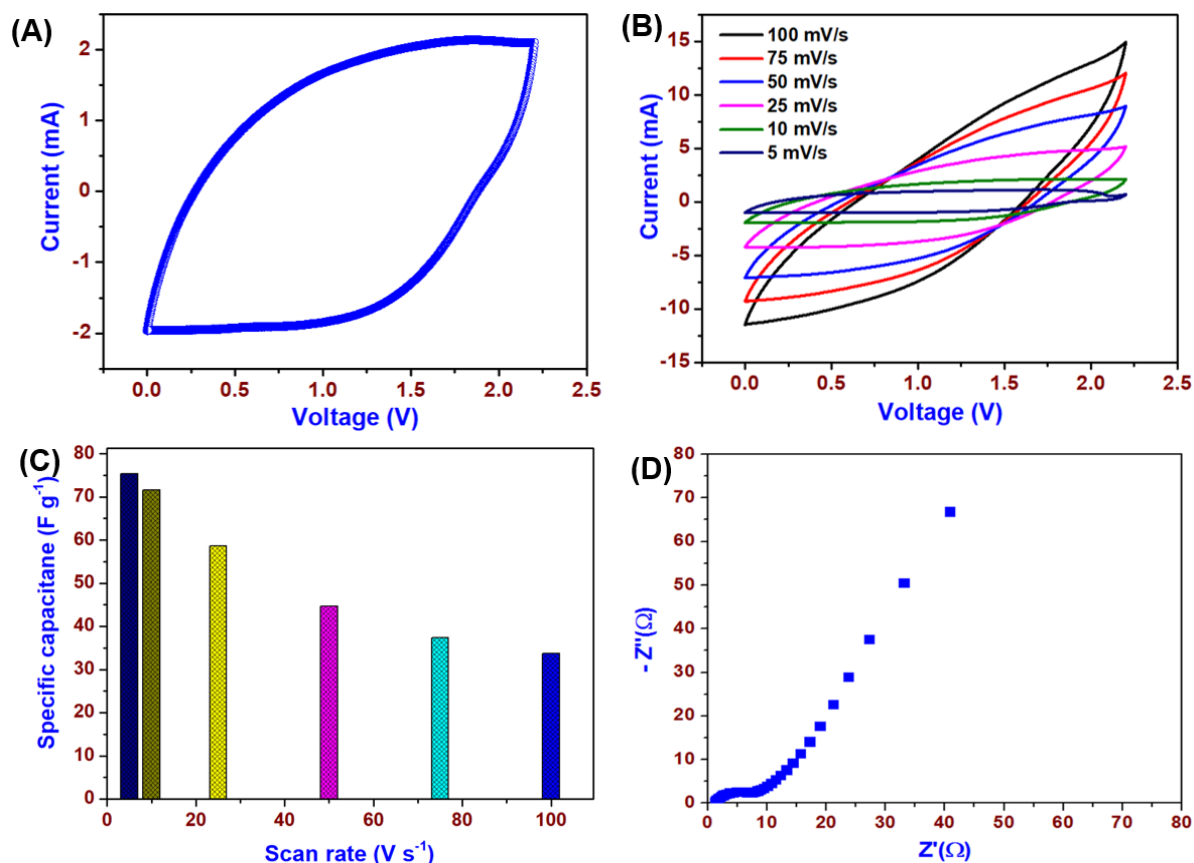 (A)
2
1
0
-1
-2
Current (mA)
0.0 0.5 1.0 1.5 2.0 2.5
Voltage (V)
(B)
100 mV/s
75 mV/s
50 mV/s
25 mV/s
10 mV/s
5 mV/s
15
10
5
0
-5
-10
-15
Current (mA)
0.0 0.5 1.0 1.5 2.0 2.5
Voltage (V)
(C)
80
70
60
50
40
30
20
10
0
Specific capacitane (F g⁻¹)
0 20 40 60 80 100
Scan rate (V s⁻¹)
(D)
80
70
60
50
40
30
20
10
0
- Z''(Ω)
0 10 20 30 40 50 60 70 80
Z'(Ω)